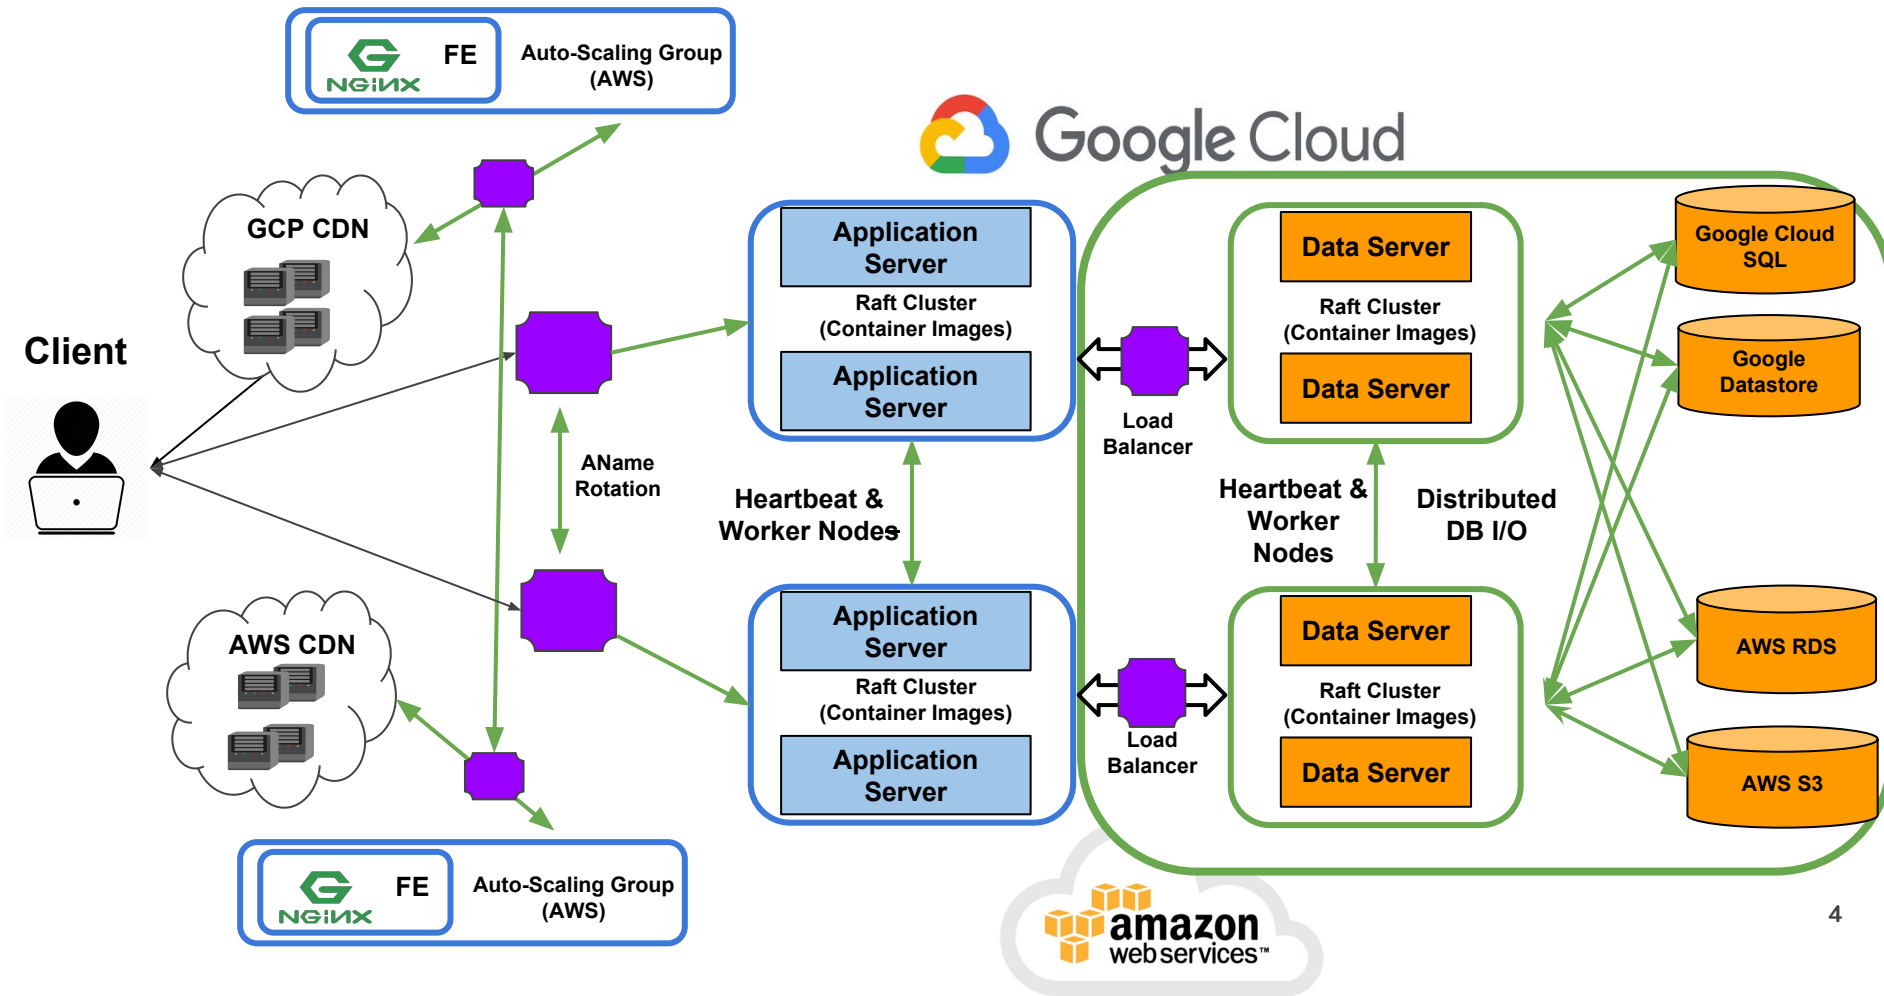 NGiNX
FE
Auto-Scaling Group
(AWS)
Google Cloud
GCP CDN
Client
AName
Rotation
AWS CDN
NGiNX
FE
Auto-Scaling Group
(AWS)
Application
Server
Raft Cluster
(Container Images)
Application
Server
Heartbeat &
Worker Nodes
Application
Server
Raft Cluster
(Container Images)
Application
Server
Load
Balancer
Load
Balancer
Data Server
Raft Cluster
(Container Images)
Data Server
Heartbeat &
Worker
Nodes
Distributed
DB I/O
Data Server
Raft Cluster
(Container Images)
Data Server
Google Cloud
SQL
Google
Datastore
AWS RDS
AWS S3
amazon
web services™
4